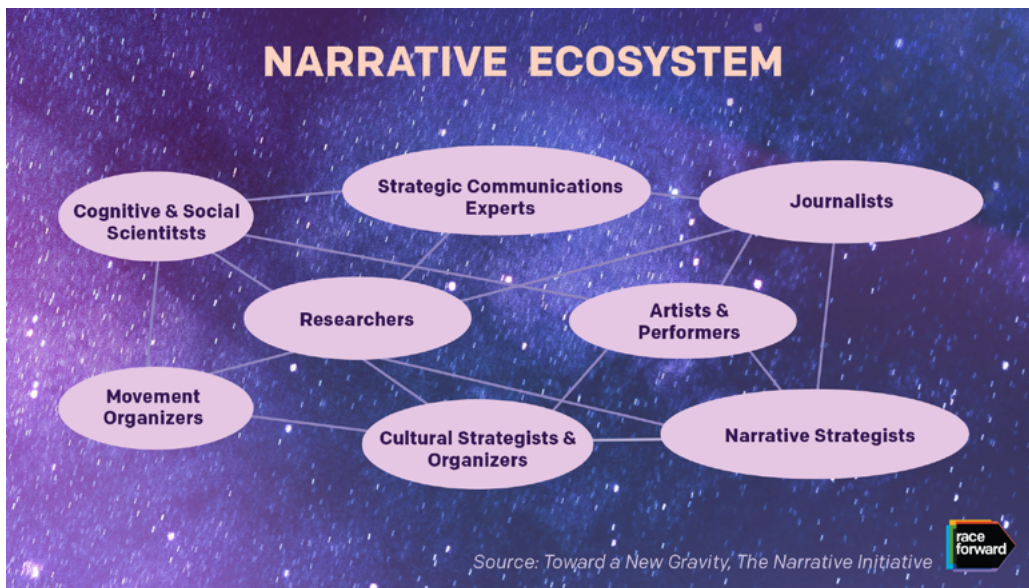 NARRATIVE ECOSYSTEM
Cognitive & Social
Scientitsts
Strategic Communications
Experts
Journalists
Researchers
Artists &
Performers
Movement
Organizers
Cultural Strategists &
Organizers
Narrative Strategists
Source: Toward a New Gravity, The Narrative Initiative
race
forward